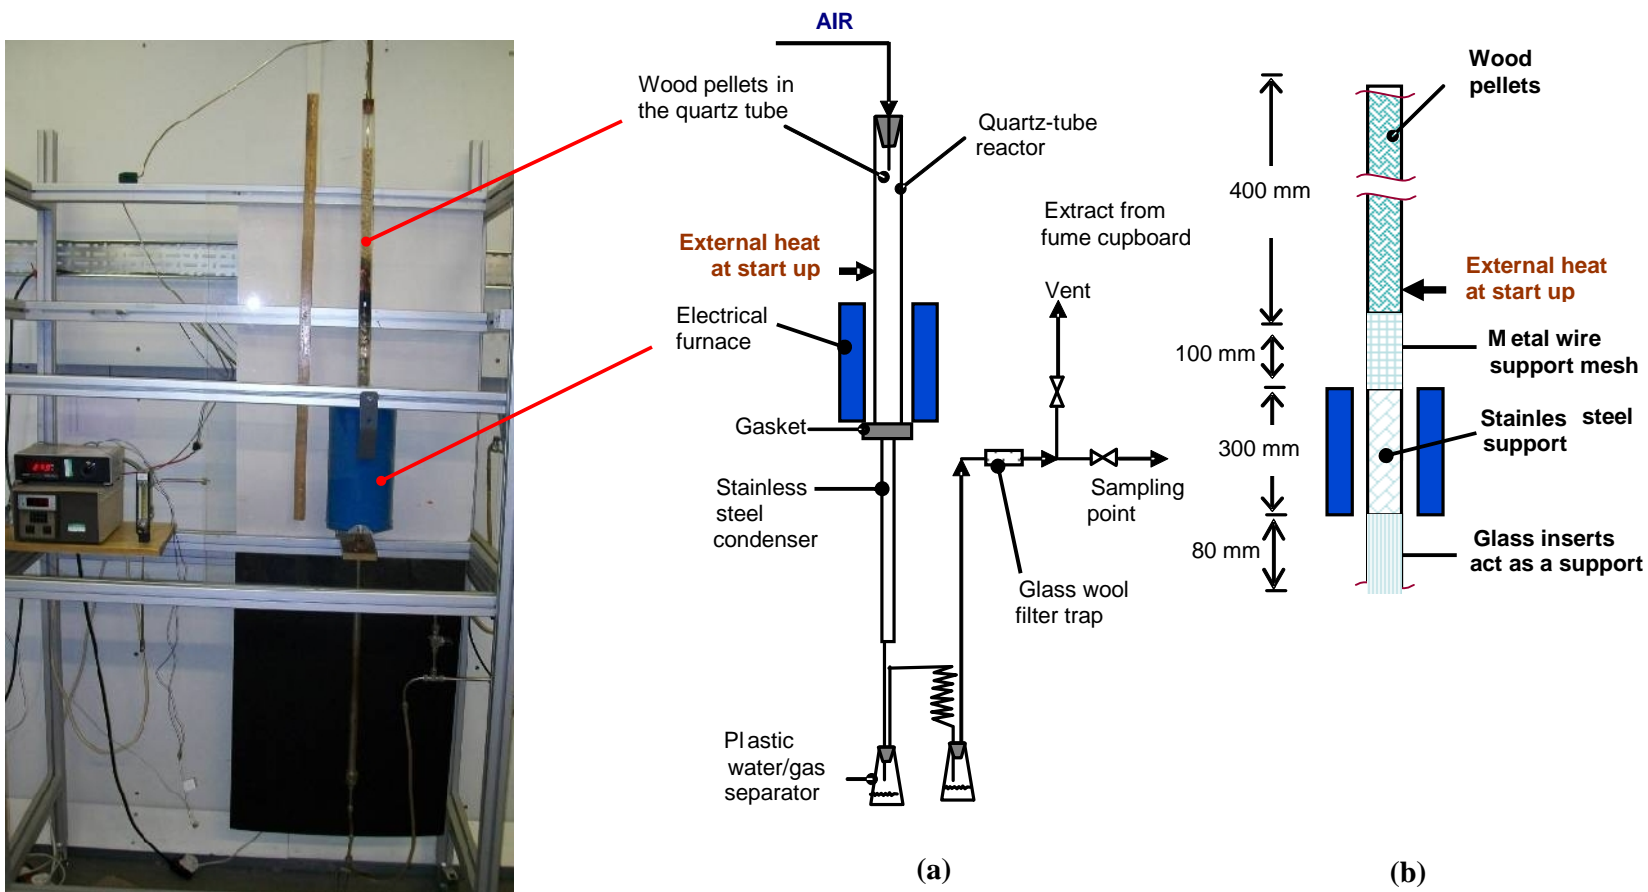 AIR
Wood pellets in
the quartz tube
Quartz-tube
reactor
External heat
at start up
Extract from
fume cupboard
Vent
Electrical
furnace
Gasket
Stainless
steel
condenser
Sampling
point
Glass wool
filter trap
Plastic
water/gas
separator
(a)
Wood
pellets
400 mm
External heat
at start up
100 mm
Metal wire
support mesh
300 mm
Stainles steel
support
80 mm
Glass inserts
act as a support
(b)